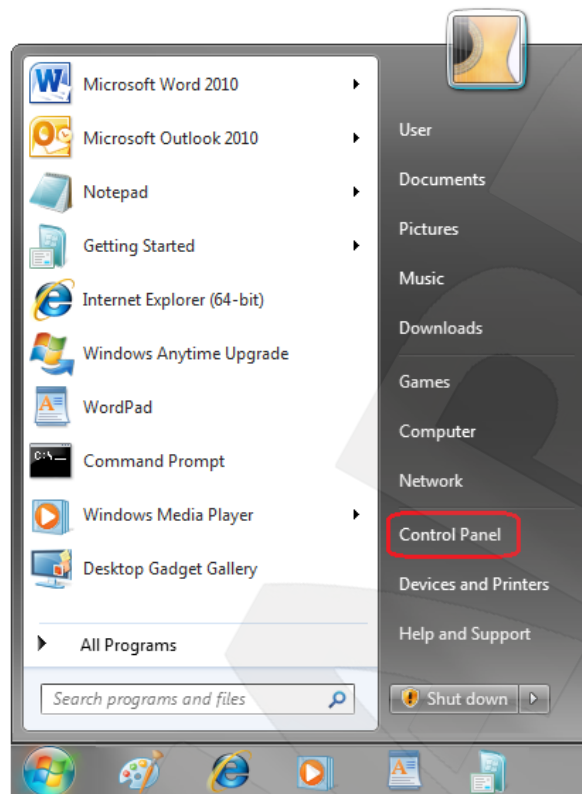 Microsoft Word 2010
Microsoft Outlook 2010
Notepad
Getting Started
Internet Explorer (64-bit)
Windows Anytime Upgrade
WordPad
C:\_
Command Prompt
Windows Media Player
Desktop Gadget Gallery
All Programs
Search programs and files
User
Documents
Pictures
Music
Downloads
Games
Computer
Network
Control Panel
Devices and Printers
Help and Support
Shut down